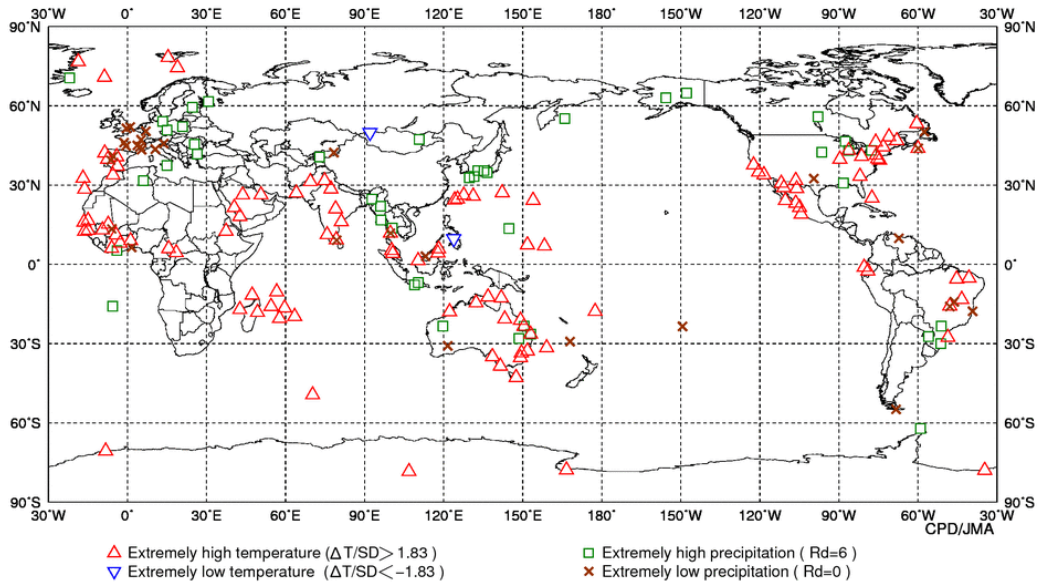 30˚W 0˚ 30˚E 60˚E 90˚E 120˚E 150˚E 180˚ 150˚W 120˚W 90˚W 60˚W 30˚W
90˚N 90˚N
60˚N 60˚N
30˚N 30˚N
0˚ 0˚
30˚S 30˚S
60˚S 60˚S
90˚S 90˚S
30˚W 0˚ 30˚E 60˚E 90˚E 120˚E 150˚E 180˚ 150˚W 120˚W 90˚W 60˚W 30˚W
CPD/JMA
Extremely high temperature (ΔT/SD＞1.83) Extremely high precipitation ( Rd=6 )
Extremely low temperature (ΔT/SD＜−1.83) Extremely low precipitation ( Rd=0 )